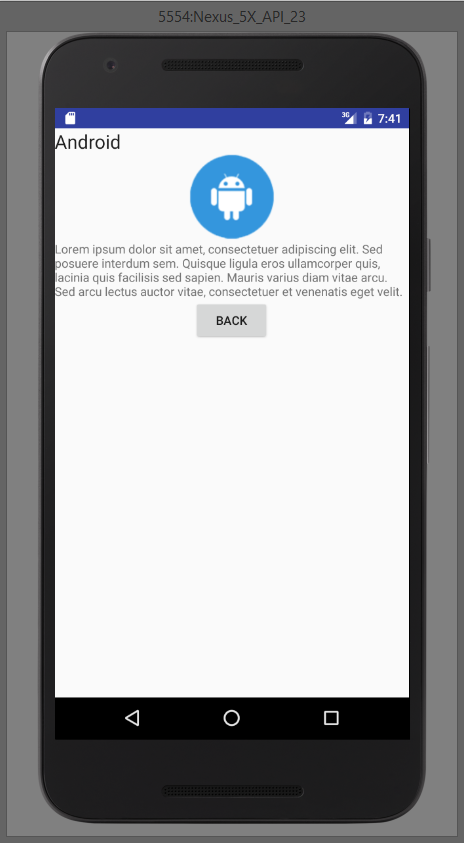 5554:Nexus_5X_API_23
3G 7:41
Android
Lorem ipsum dolor sit amet, consectetuer adipiscing elit. Sed
posuere interdum sem. Quisque ligula eros ullamcorper quis,
lacinia quis facilisis sed sapien. Mauris varius diam vitae arcu.
Sed arcu lectus auctor vitae, consectetuer et venenatis eget velit.
BACK